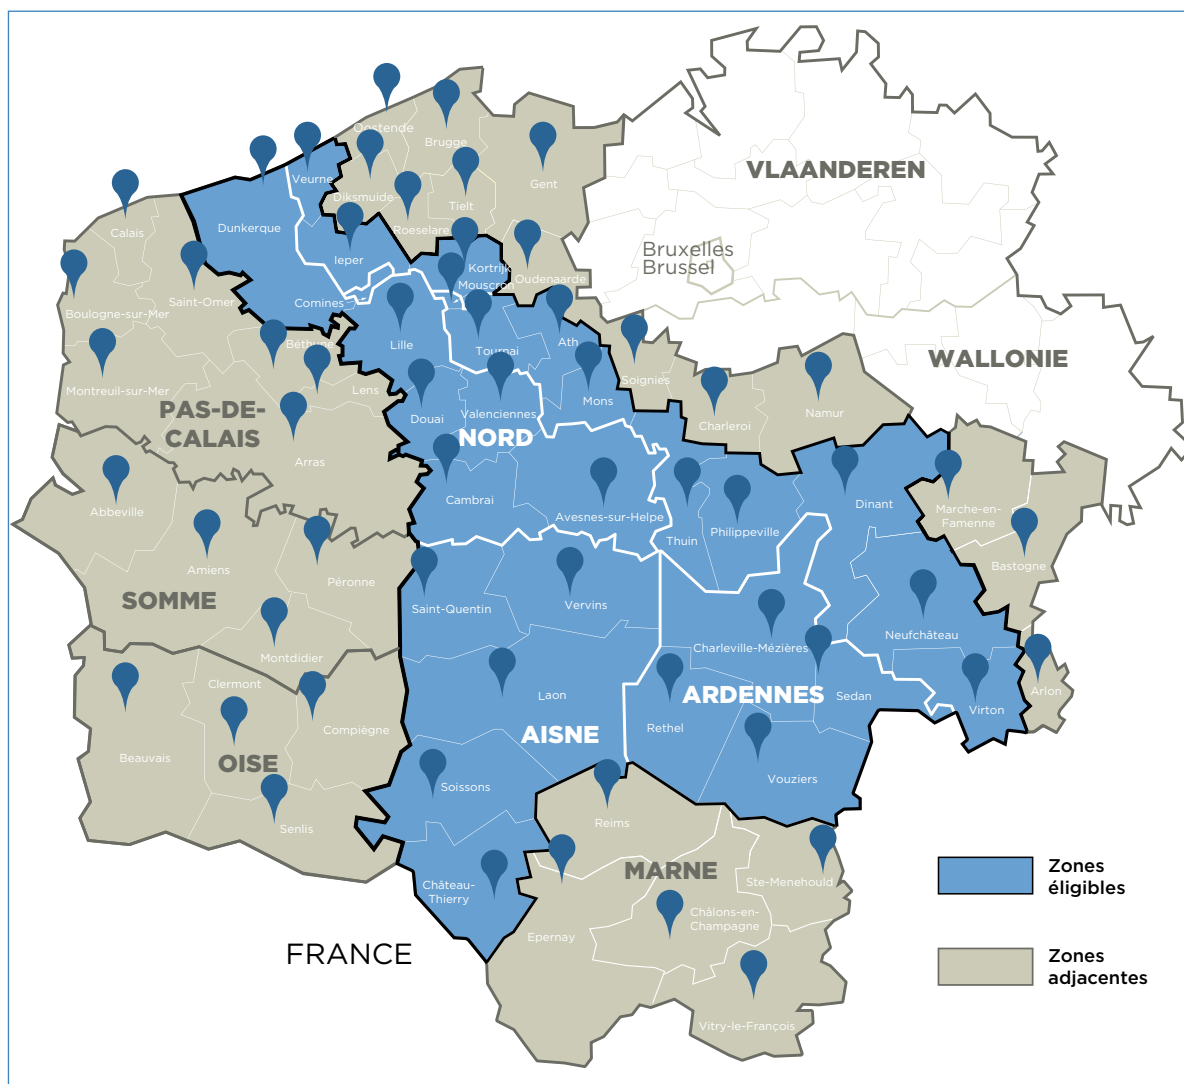 Oostende
Brugge
VLAANDEREN
Veurne
Gent
Diksmuide-
Tielt
Dunkerque
Calais
Roeselare
Ieper
Bruxelles
Brussel
Kortrijk
Oudenaarde
Mouscron
Saint-Omer
Comines
Boulogne-sur-Mer
Béthune
Lille
Tournai
Ath
WALLONIE
Soignies
Montreuil-sur-Mer
Lens
Mons
PAS-DE-
CALAIS
Douai
Valenciennes
Charleroi
Namur
NORD
Arras
Cambrai
Dinant
Abbeville
Avesnes-sur-Helpe
Marche-en-
Famenne
Philippeville
Thuin
Amiens
Bastogne
Péronne
SOMME
Saint-Quentin
Vervins
Neufchâteau
Charleville-Mézières
Montdidier
Clermont
Laon
ARDENNES
Sedan
Arlon
Virton
Compiègne
Rethel
AISNE
Beauvais
OISE
Vouziers
Soissons
Senlis
Reims
MARNE
Château-
Thierry
Ste-Menehould
Châlons-en-
Champagne
Epernay
FRANCE
Vitry-le-François
Zones
éligibles
Zones
adjacentes